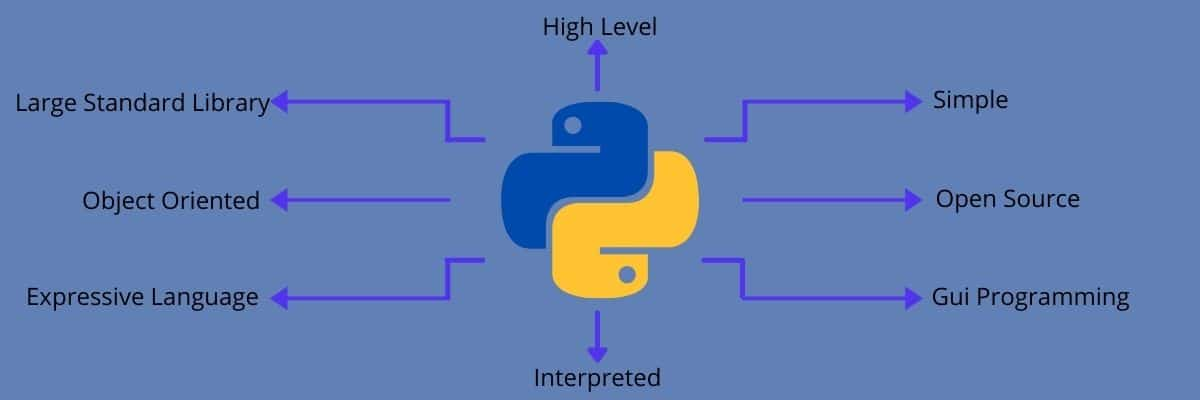 High Level
Large Standard Library
Simple
Object Oriented
Open Source
Expressive Language
Gui Programming
Interpreted